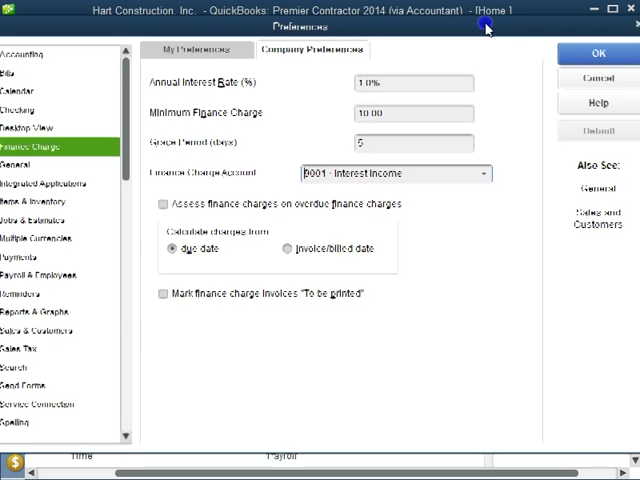 Hart Construction, Inc. - QuickBooks: Premier Contractor 2014 (via Accountant) - [Home ]
Preferences
Accounting
Bills
Calendar
Checking
Desktop View
Finance Charge
General
Integrated Applications
Items & Inventory
Jobs & Estimates
Multiple Currencies
Payments
Payroll & Employees
Reminders
Reports & Graphs
Sales & Customers
Sales Tax
Search
Send Forms
Service Connection
Spelling
My Preferences
Company Preferences
Annual Interest Rate (%)
1.0%
Minimum Finance Charge
10.00
Grace Period (days)
5
Finance Charge Account
9001 · Interest Income
Assess finance charges on overdue finance charges
Calculate charges from
due date
invoice/billed date
Mark finance charge invoices "To be printed"
OK
Cancel
Help
Default
Also See:
General
Sales and
Customers
Time
Payroll